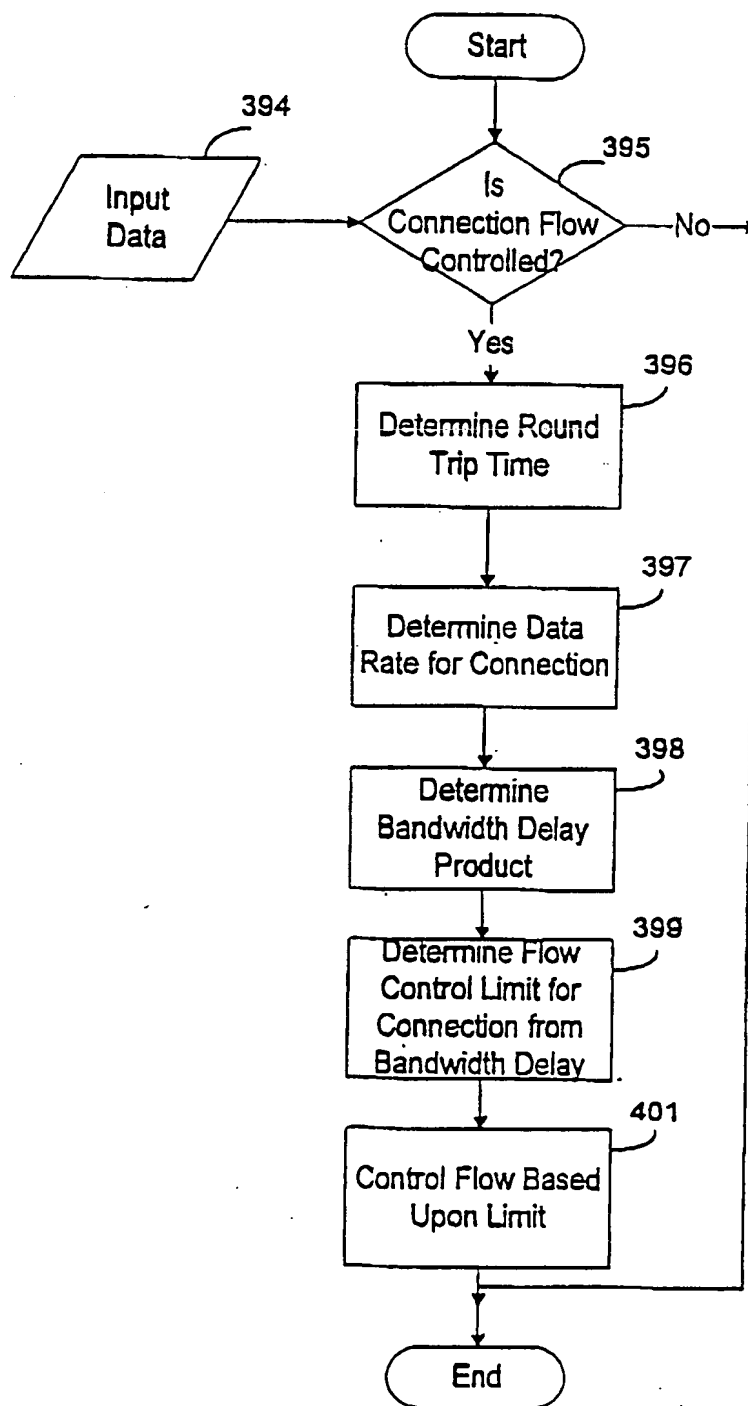 Start
394
395
Input
Data
Is
Connection Flow
Controlled?
No
Yes
396
Determine Round
Trip Time
397
Determine Data
Rate for Connection
398
Determine
Bandwidth Delay
Product
399
Determine Flow
Control Limit for
Connection from
Bandwidth Delay
401
Control Flow Based
Upon Limit
End